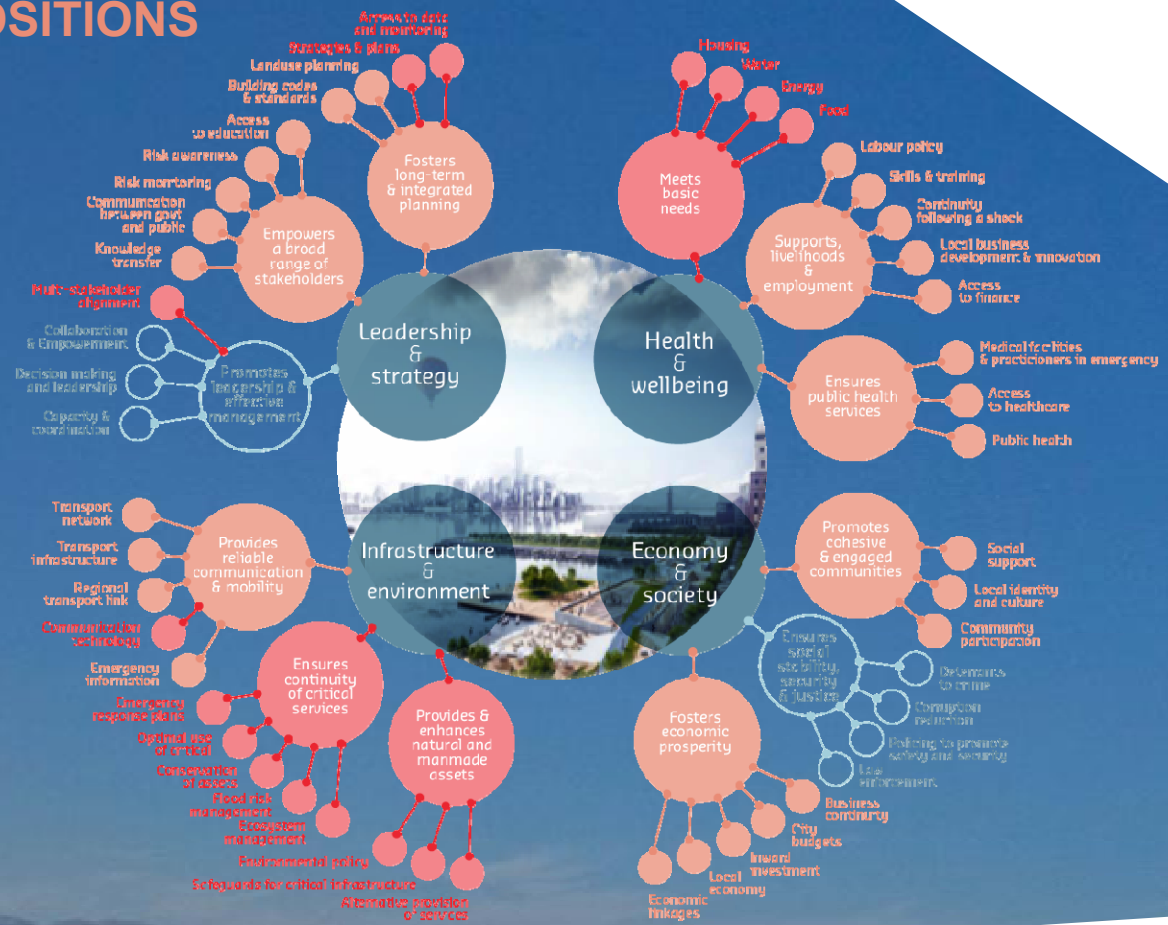 OSITIONS
Access to data
and monitoring
Strategies & plans
Landuse planning
Building codes
& standards
Access
to education
Risk awareness
Risk monitoring
Communication
between govt
and public
Knowledge
transfer
Multi-stakeholder
alignment
Collaboration
& Empowerment
Decision making
and leadership
Capacity &
coordination
Fosters
long-term
& integrated
planning
Empowers
a broad
range of
stakeholders
Promotes
leadership &
effective
management
Leadership
&
strategy
Housing
Water
Energy
Food
Meets
basic
needs
Labour policy
Skills & training
Continuity
following a shock
Local business
development & innovation
Access
to finance
Supports,
livelihoods
&
employment
Health
&
wellbeing
Ensures
public health
services
Medical facilities
& practicioners in emergency
Access
to healthcare
Public health
Transport
network
Transport
infrastructure
Regional
transport link
Communication
technology
Emergency
information
Provides
reliable
communication
& mobility
Infrastructure
&
environment
Ensures
continuity
of critical
services
Emergency
response plans
Optimal use
of critical
Conservation
of assets
Flood risk
management
Ecosystem
management
Provides &
enhances
natural and
manmade
assets
Environmental policy
Safeguards for critical infrastructure
Alternative provision
of services
Economy
&
society
Promotes
cohesive
& engaged
communities
Social
support
Local identity
and culture
Community
participation
Ensures
social
stability,
security
& justice
Deterrents
to crime
Corruption
reduction
Policing to promote
safety and security
Law
enforcement
Fosters
economic
prosperity
Business
continuity
City
budgets
Inward
investment
Local
economy
Economic
linkages